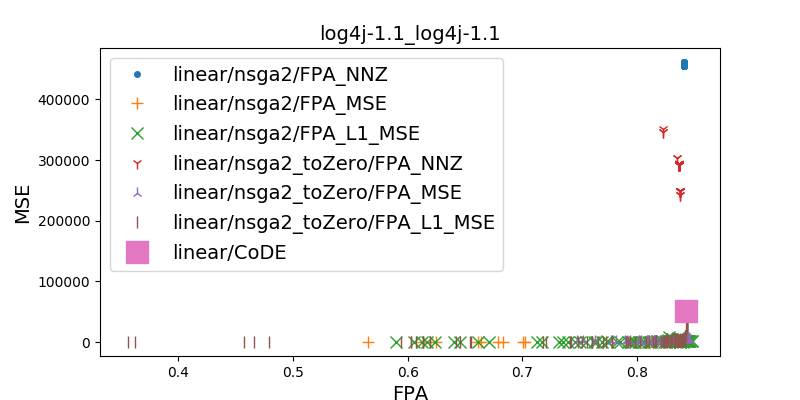 log4j-1.1_log4j-1.1
MSE
400000
300000
200000
100000
0
linear/nsga2/FPA_NNZ
linear/nsga2/FPA_MSE
linear/nsga2/FPA_L1_MSE
linear/nsga2_toZero/FPA_NNZ
linear/nsga2_toZero/FPA_MSE
linear/nsga2_toZero/FPA_L1_MSE
linear/CoDE
0.4 0.5 0.6 0.7 0.8
FPA